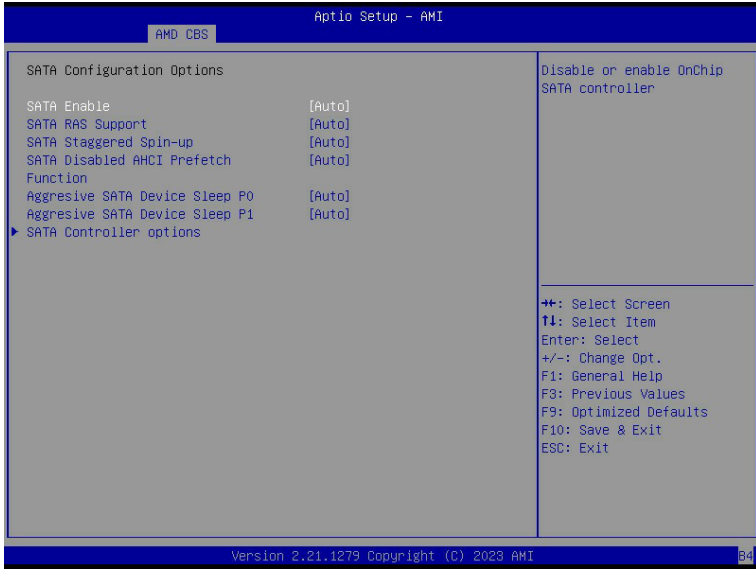 Aptio Setup - AMI
AMD CBS
SATA Configuration Options
SATA Enable [Auto]
SATA RAS Support [Auto]
SATA Staggered Spin-up [Auto]
SATA Disabled AHCI Prefetch [Auto]
Function
Aggresive SATA Device Sleep P0 [Auto]
Aggresive SATA Device Sleep P1 [Auto]
SATA Controller options
Disable or enable OnChip
SATA controller
→←: Select Screen
↑↓: Select Item
Enter: Select
+/-: Change Opt.
F1: General Help
F3: Previous Values
F9: Optimized Defaults
F10: Save & Exit
ESC: Exit
Version 2.21.1279 Copyright (C) 2023 AMI
B4